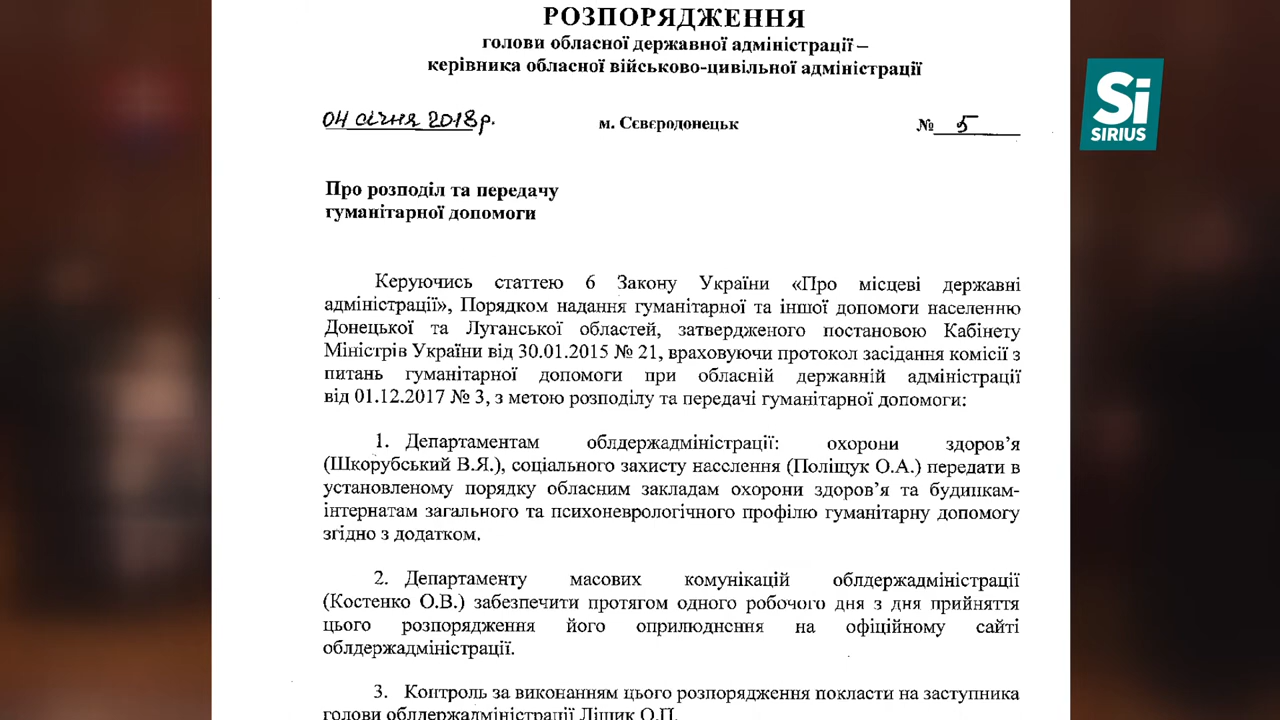 РОЗПОРЯДЖЕННЯ
голови обласної державної адміністрації –
керівника обласної військово-цивільної адміністрації
04 січня 2018р. м. Сєвєродонецьк № 5
Si
SIRIUS
Про розподіл та передачу
гуманітарної допомоги
Керуючись статтею 6 Закону України «Про місцеві державні
адміністрації», Порядком надання гуманітарної та іншої допомоги населенню
Донецької та Луганської областей, затвердженого постановою Кабінету
Міністрів України від 30.01.2015 № 21, враховуючи протокол засідання комісії з
питань гуманітарної допомоги при обласній державній адміністрації
від 01.12.2017 № 3, з метою розподілу та передачі гуманітарної допомоги:
1. Департаментам облдержадміністрації: охорони здоров’я
(Шкорубський В.Я.), соціального захисту населення (Поліщук О.А.) передати в
установленому порядку обласним закладам охорони здоров’я та будинкам-
інтернатам загального та психоневрологічного профілю гуманітарну допомогу
згідно з додатком.
2. Департаменту масових комунікацій облдержадміністрації
(Костенко О.В.) забезпечити протягом одного робочого дня з дня прийняття
цього розпорядження його оприлюднення на офіційному сайті
облдержадміністрації.
3. Контроль за виконанням цього розпорядження покласти на заступника
голови облдержадміністрації Ліщик О.П.